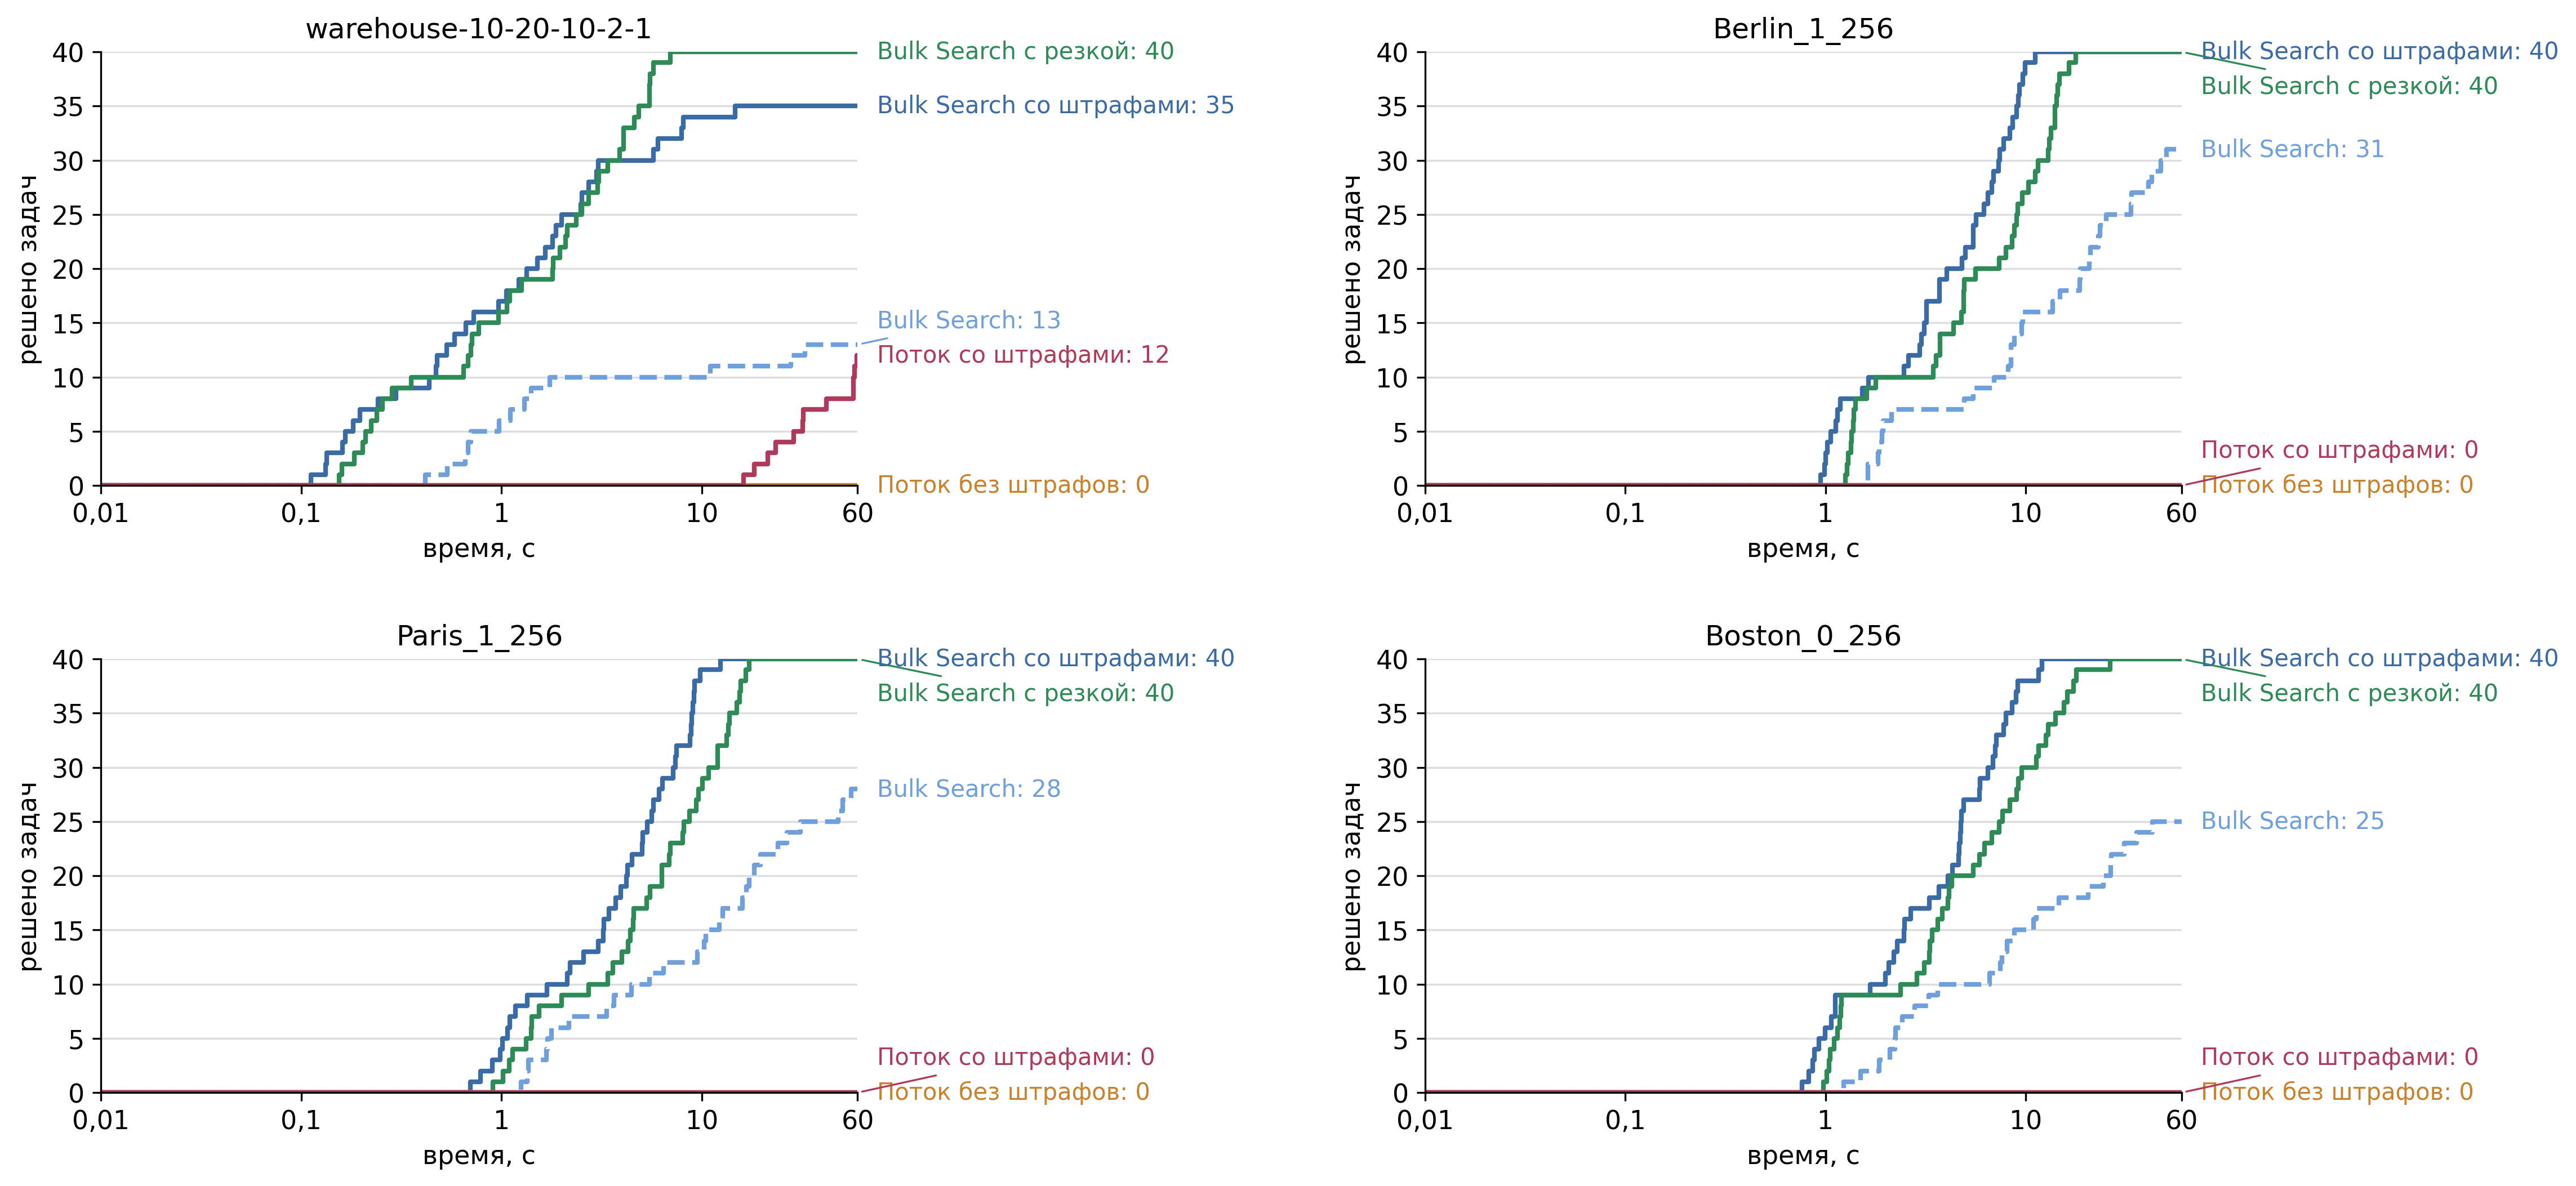 warehouse-10-20-10-2-1
решено задач
40
35
30
25
20
15
10
5
0
0,01
0,1
1
10
60
время, с
Bulk Search с резкой: 40
Bulk Search со штрафами: 35
Bulk Search: 13
Поток со штрафами: 12
Поток без штрафов: 0
Berlin_1_256
решено задач
40
35
30
25
20
15
10
5
0
0,01
0,1
1
10
60
время, с
Bulk Search со штрафами: 40
Bulk Search с резкой: 40
Bulk Search: 31
Поток со штрафами: 0
Поток без штрафов: 0
Paris_1_256
решено задач
40
35
30
25
20
15
10
5
0
0,01
0,1
1
10
60
время, с
Bulk Search со штрафами: 40
Bulk Search с резкой: 40
Bulk Search: 28
Поток со штрафами: 0
Поток без штрафов: 0
Boston_0_256
решено задач
40
35
30
25
20
15
10
5
0
0,01
0,1
1
10
60
время, с
Bulk Search со штрафами: 40
Bulk Search с резкой: 40
Bulk Search: 25
Поток со штрафами: 0
Поток без штрафов: 0